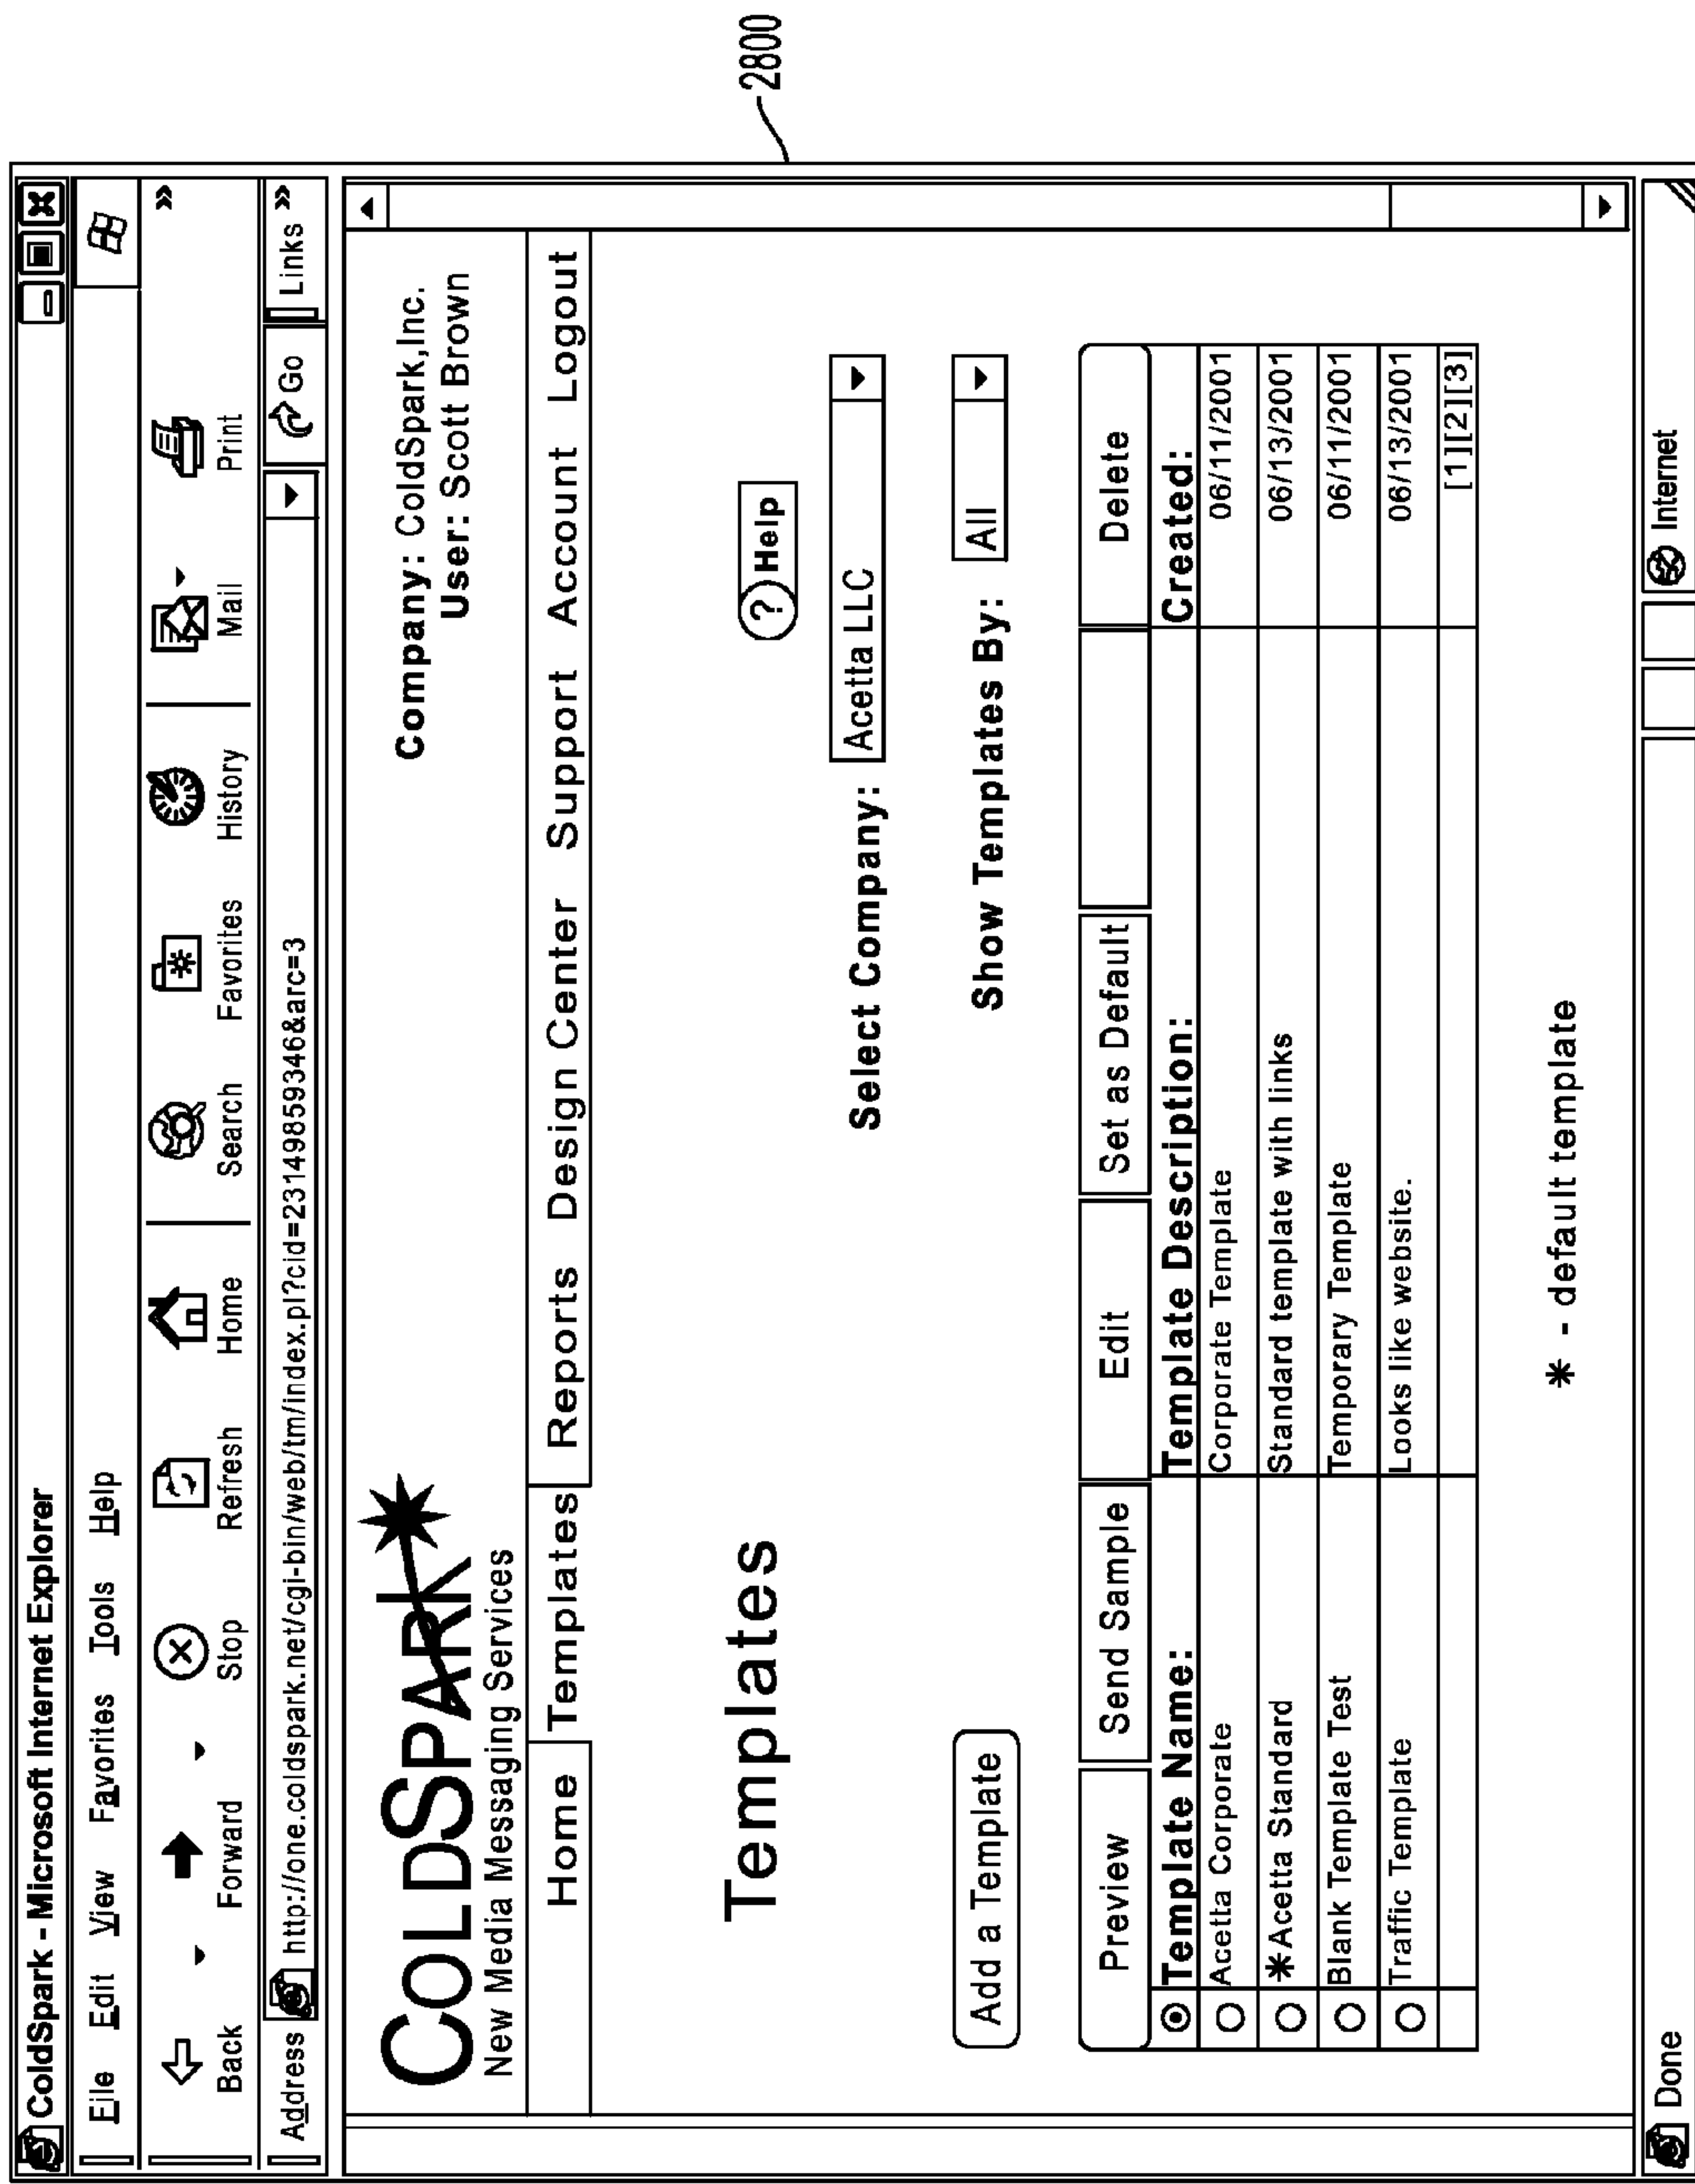 ColdSpark - Microsoft Internet Explorer
File Edit View Favorites Tools Help
Back Forward Stop Refresh Home Search Favorites History Mail Print »
Address http://one.coldspark.net/cgi-bin/web/tm/index.pl?cid=23149859346&arc=3 Go Links »
COLDSPARK
New Media Messaging Services
Company: ColdSpark,Inc.
User: Scott Brown
Home Templates Reports Design Center Support Account Logout
Templates
? Help
Select Company: Acetta LLC
Add a Template
Show Templates By: All
Preview Send Sample Edit Set as Default Delete
Template Name: Template Description: Created:
Acetta Corporate Corporate Template 06/11/2001
*Acetta Standard Standard template with links 06/13/2001
Blank Template Test Temporary Template 06/11/2001
Traffic Template Looks like website. 06/13/2001
[1][2][3]
* - default template
Done Internet
2800